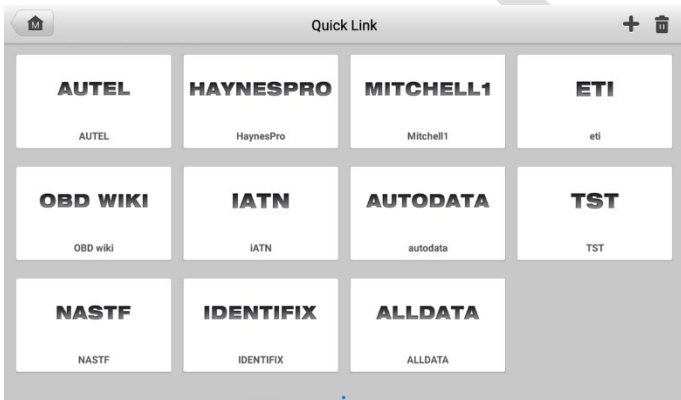 M
Quick Link
AUTEL
AUTEL
HAYNESPRO
HaynesPro
MITCHELL1
Mitchell1
ETI
eti
OBD WIKI
OBD wiki
IATN
iATN
AUTODATA
autodata
TST
TST
NASTF
NASTF
IDENTIFIX
IDENTIFIX
ALLDATA
ALLDATA